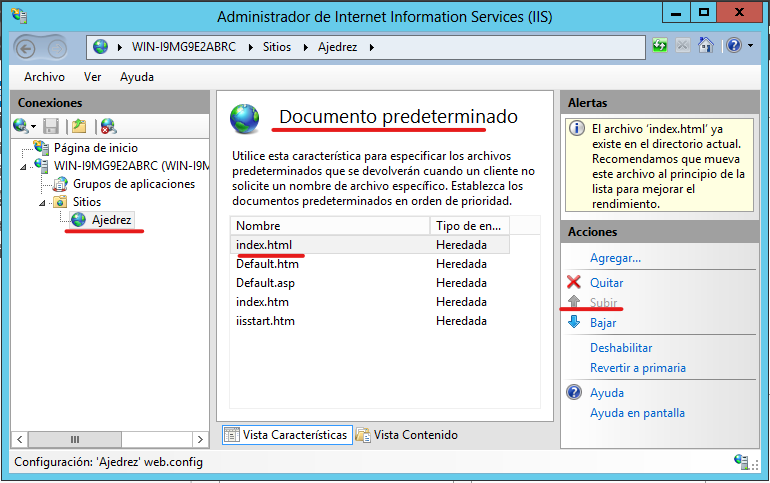 Administrador de Internet Information Services (IIS)
WIN-I9MG9E2ABRC Sitios Ajedrez
Archivo Ver Ayuda
Conexiones
Página de inicio
WIN-I9MG9E2ABRC (WIN-I9M
Grupos de aplicaciones
Sitios
Ajedrez
Documento predeterminado
Utilice esta característica para especificar los archivos
predeterminados que se devolverán cuando un cliente no
solicite un nombre de archivo específico. Establezca los
documentos predeterminados en orden de prioridad.
Nombre Tipo de en...
index.html Heredada
Default.htm Heredada
Default.asp Heredada
index.htm Heredada
iisstart.htm Heredada
Vista Características Vista Contenido
Alertas
El archivo 'index.html' ya
existe en el directorio actual.
Recomendamos que mueva
este archivo al principio de la
lista para mejorar el
rendimiento.
Acciones
Agregar...
Quitar
Subir
Bajar
Deshabilitar
Revertir a primaria
Ayuda
Ayuda en pantalla
Configuración: 'Ajedrez' web.config